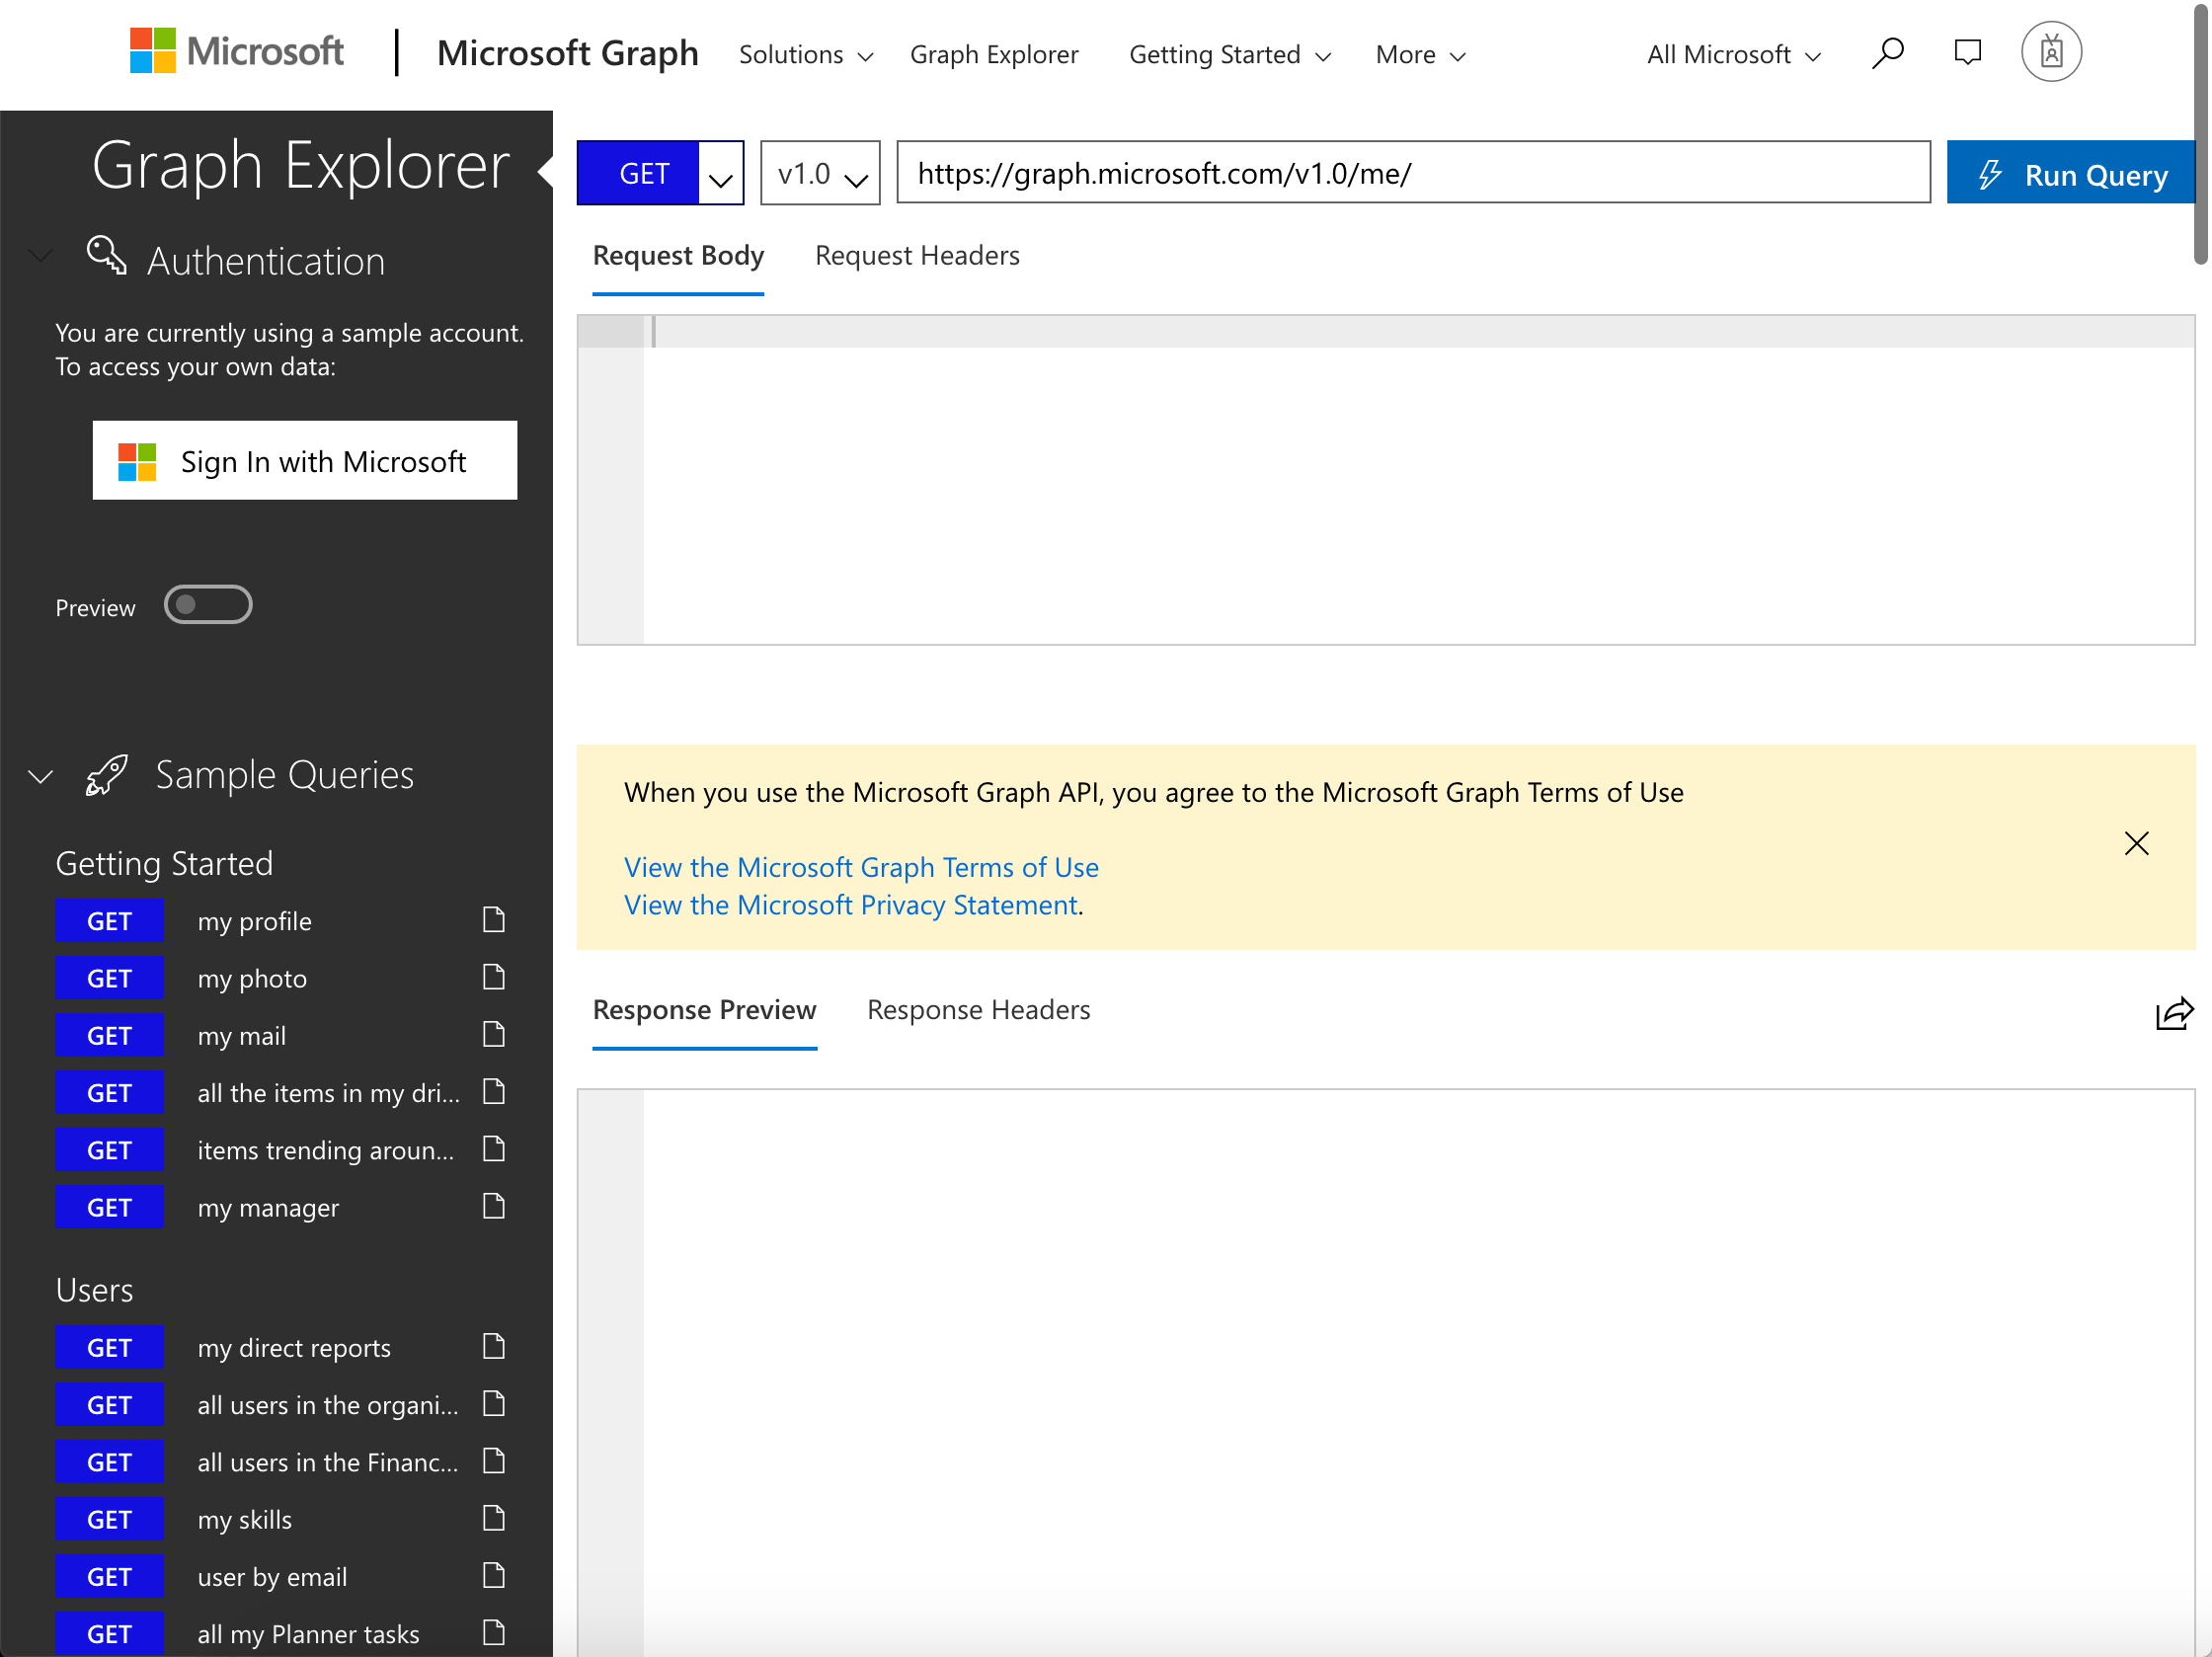 Microsoft
Microsoft Graph
Solutions
Graph Explorer
Getting Started
More
All Microsoft
Graph Explorer
Authentication
You are currently using a sample account.
To access your own data:
Sign In with Microsoft
Preview
Sample Queries
Getting Started
GET my profile
GET my photo
GET my mail
GET all the items in my dri...
GET items trending aroun...
GET my manager
Users
GET my direct reports
GET all users in the organi...
GET all users in the Financ...
GET my skills
GET user by email
GET all my Planner tasks
GET
v1.0
https://graph.microsoft.com/v1.0/me/
Run Query
Request Body
Request Headers
When you use the Microsoft Graph API, you agree to the Microsoft Graph Terms of Use
View the Microsoft Graph Terms of Use
View the Microsoft Privacy Statement.
Response Preview
Response Headers